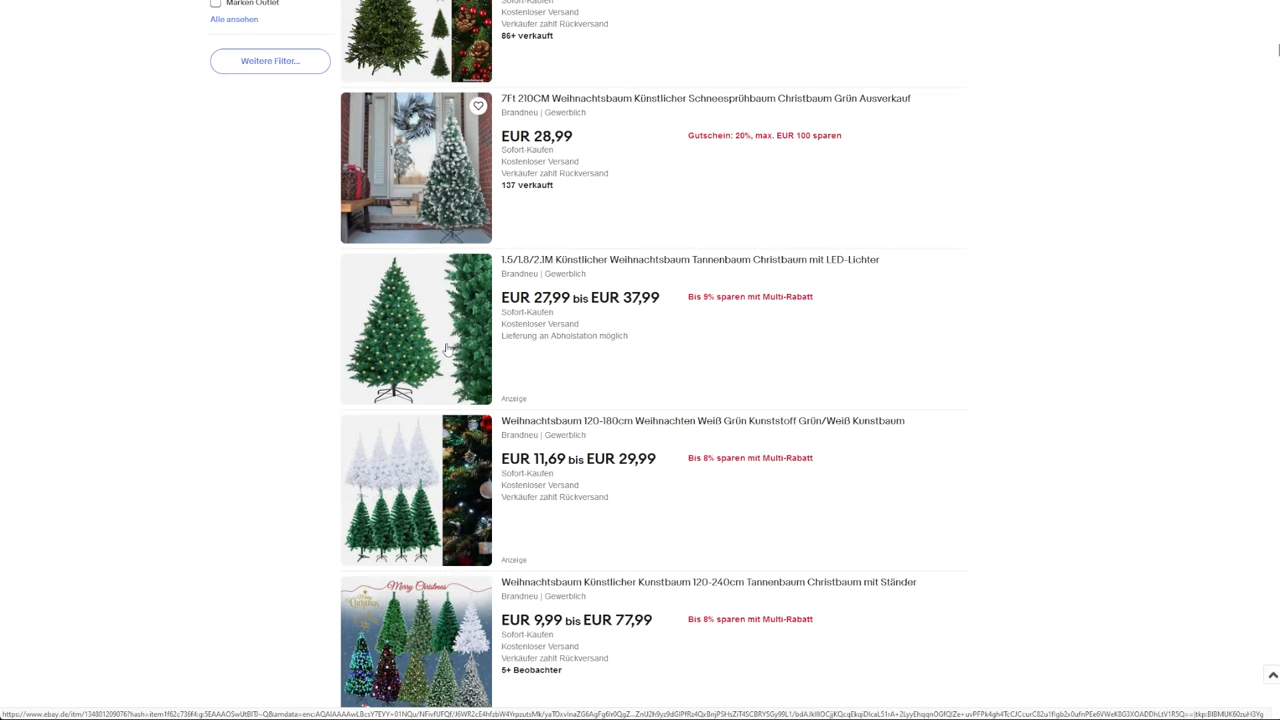 Marken Outlet
Alle ansehen
Weitere Filter...
Sofort-Kaufen
Kostenloser Versand
Verkäufer zahlt Rückversand
86+ verkauft
7Ft 210CM Weihnachtsbaum Künstlicher Schneesprühbaum Christbaum Grün Ausverkauf
Brandneu | Gewerblich
EUR 28,99
Gutschein: 20%, max. EUR 100 sparen
Sofort-Kaufen
Kostenloser Versand
Verkäufer zahlt Rückversand
137 verkauft
1.5/1.8/2.1M Künstlicher Weihnachtsbaum Tannenbaum Christbaum mit LED-Lichter
Brandneu | Gewerblich
EUR 27,99 bis EUR 37,99
Bis 9% sparen mit Multi-Rabatt
Sofort-Kaufen
Kostenloser Versand
Lieferung an Abholstation möglich
Anzeige
Weihnachtsbaum 120-180cm Weihnachten Weiß Grün Kunststoff Grün/Weiß Kunstbaum
Brandneu | Gewerblich
EUR 11,69 bis EUR 29,99
Bis 8% sparen mit Multi-Rabatt
Sofort-Kaufen
Kostenloser Versand
Verkäufer zahlt Rückversand
Anzeige
Weihnachtsbaum Künstlicher Kunstbaum 120-240cm Tannenbaum Christbaum mit Ständer
Merry Christmas
Brandneu | Gewerblich
EUR 9,99 bis EUR 77,99
Bis 8% sparen mit Multi-Rabatt
Sofort-Kaufen
Kostenloser Versand
Verkäufer zahlt Rückversand
5+ Beobachter